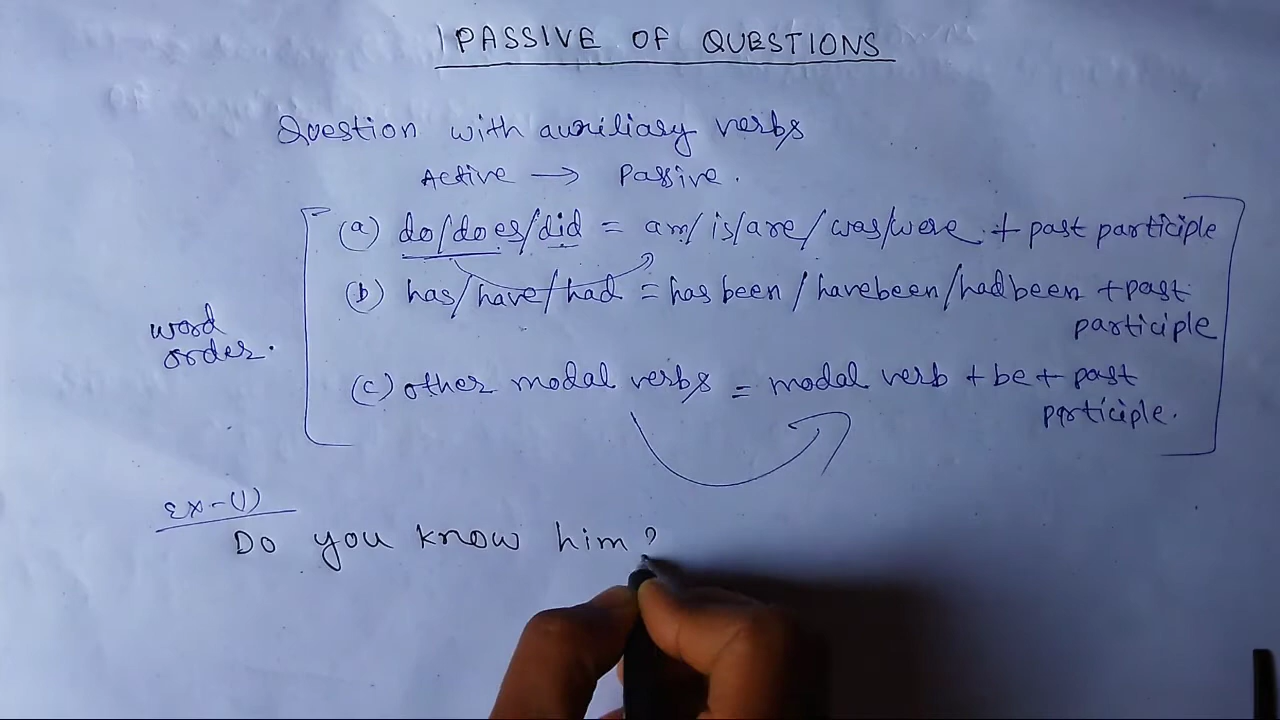 PASSIVE OF QUESTIONS
Question with auxiliary verbs
Active → Passive.
(a) do/does/did = am/is/are/was/were. + past participle
(b) has/have/had = has been/have been/had been + past
participle
word
order.
(c) other modal verbs = modal verb + be + past
participle.
Ex-(1)
Do you know him?